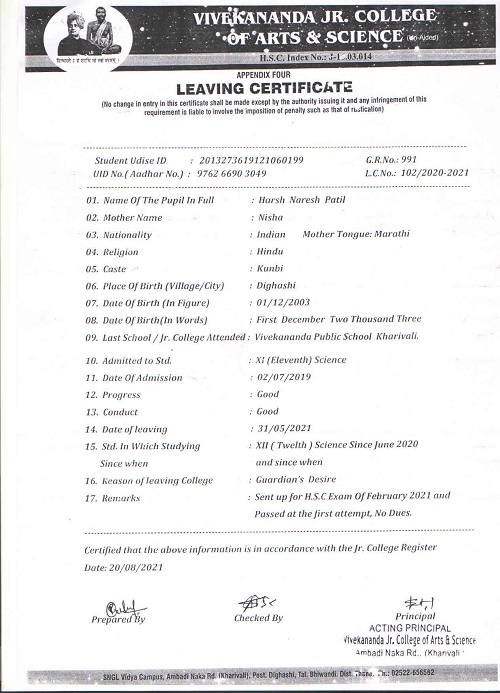 VIVEKANANDA JR. COLLEGE
OF ARTS & SCIENCE (Un-Aided)
H.S.C. Index No.: J-1 .03.014
APPENDIX FOUR
LEAVING CERTIFICATE
(No change in entry in this certificate shall be made except by the authority issuing it and any infringement of this
requirement is liable to involve the imposition of penalty such as that of rustication)
Student Udise ID : 2013273619121060199 G.R.No.: 991
UID No.( Aadhar No.) : 9762 6690 3049 L.C.No.: 102/2020-2021
01. Name Of The Pupil In Full : Harsh Naresh Patil
02. Mother Name : Nisha
03. Nationality : Indian Mother Tongue: Marathi
04. Religion : Hindu
05. Caste : Kunbi
06. Place Of Birth (Village/City) : Dighashi
07. Date Of Birth (In Figure) : 01/12/2003
08. Date Of Birth(In Words) : First December Two Thousand Three
09. Last School / Jr. College Attended : Vivekananda Public School Kharivali.
10. Admitted to Std. : XI (Eleventh) Science
11. Date Of Admission : 02/07/2019
12. Progress : Good
13. Conduct : Good
14. Date of leaving : 31/05/2021
15. Std. In Which Studying : XII ( Twelth ) Science Since June 2020
Since when and since when
16. Reason of leaving College : Guardian's Desire
17. Remarks : Sent up for H.S.C Exam Of February 2021 and
Passed at the first attempt, No Dues.
Certified that the above information is in accordance with the Jr. College Register
Date: 20/08/2021
Prepared By Checked By Principal
ACTING PRINCIPAL
Vivekananda Jr. College of Arts & Science
Ambadi Naka Rd., (Kharivali)
SNGL Vidya Campus, Ambadi Naka Rd. (Kharivali), Post. Dighashi, Tal. Bhiwandi. Dist. Thane. Ph.: 02522-656562